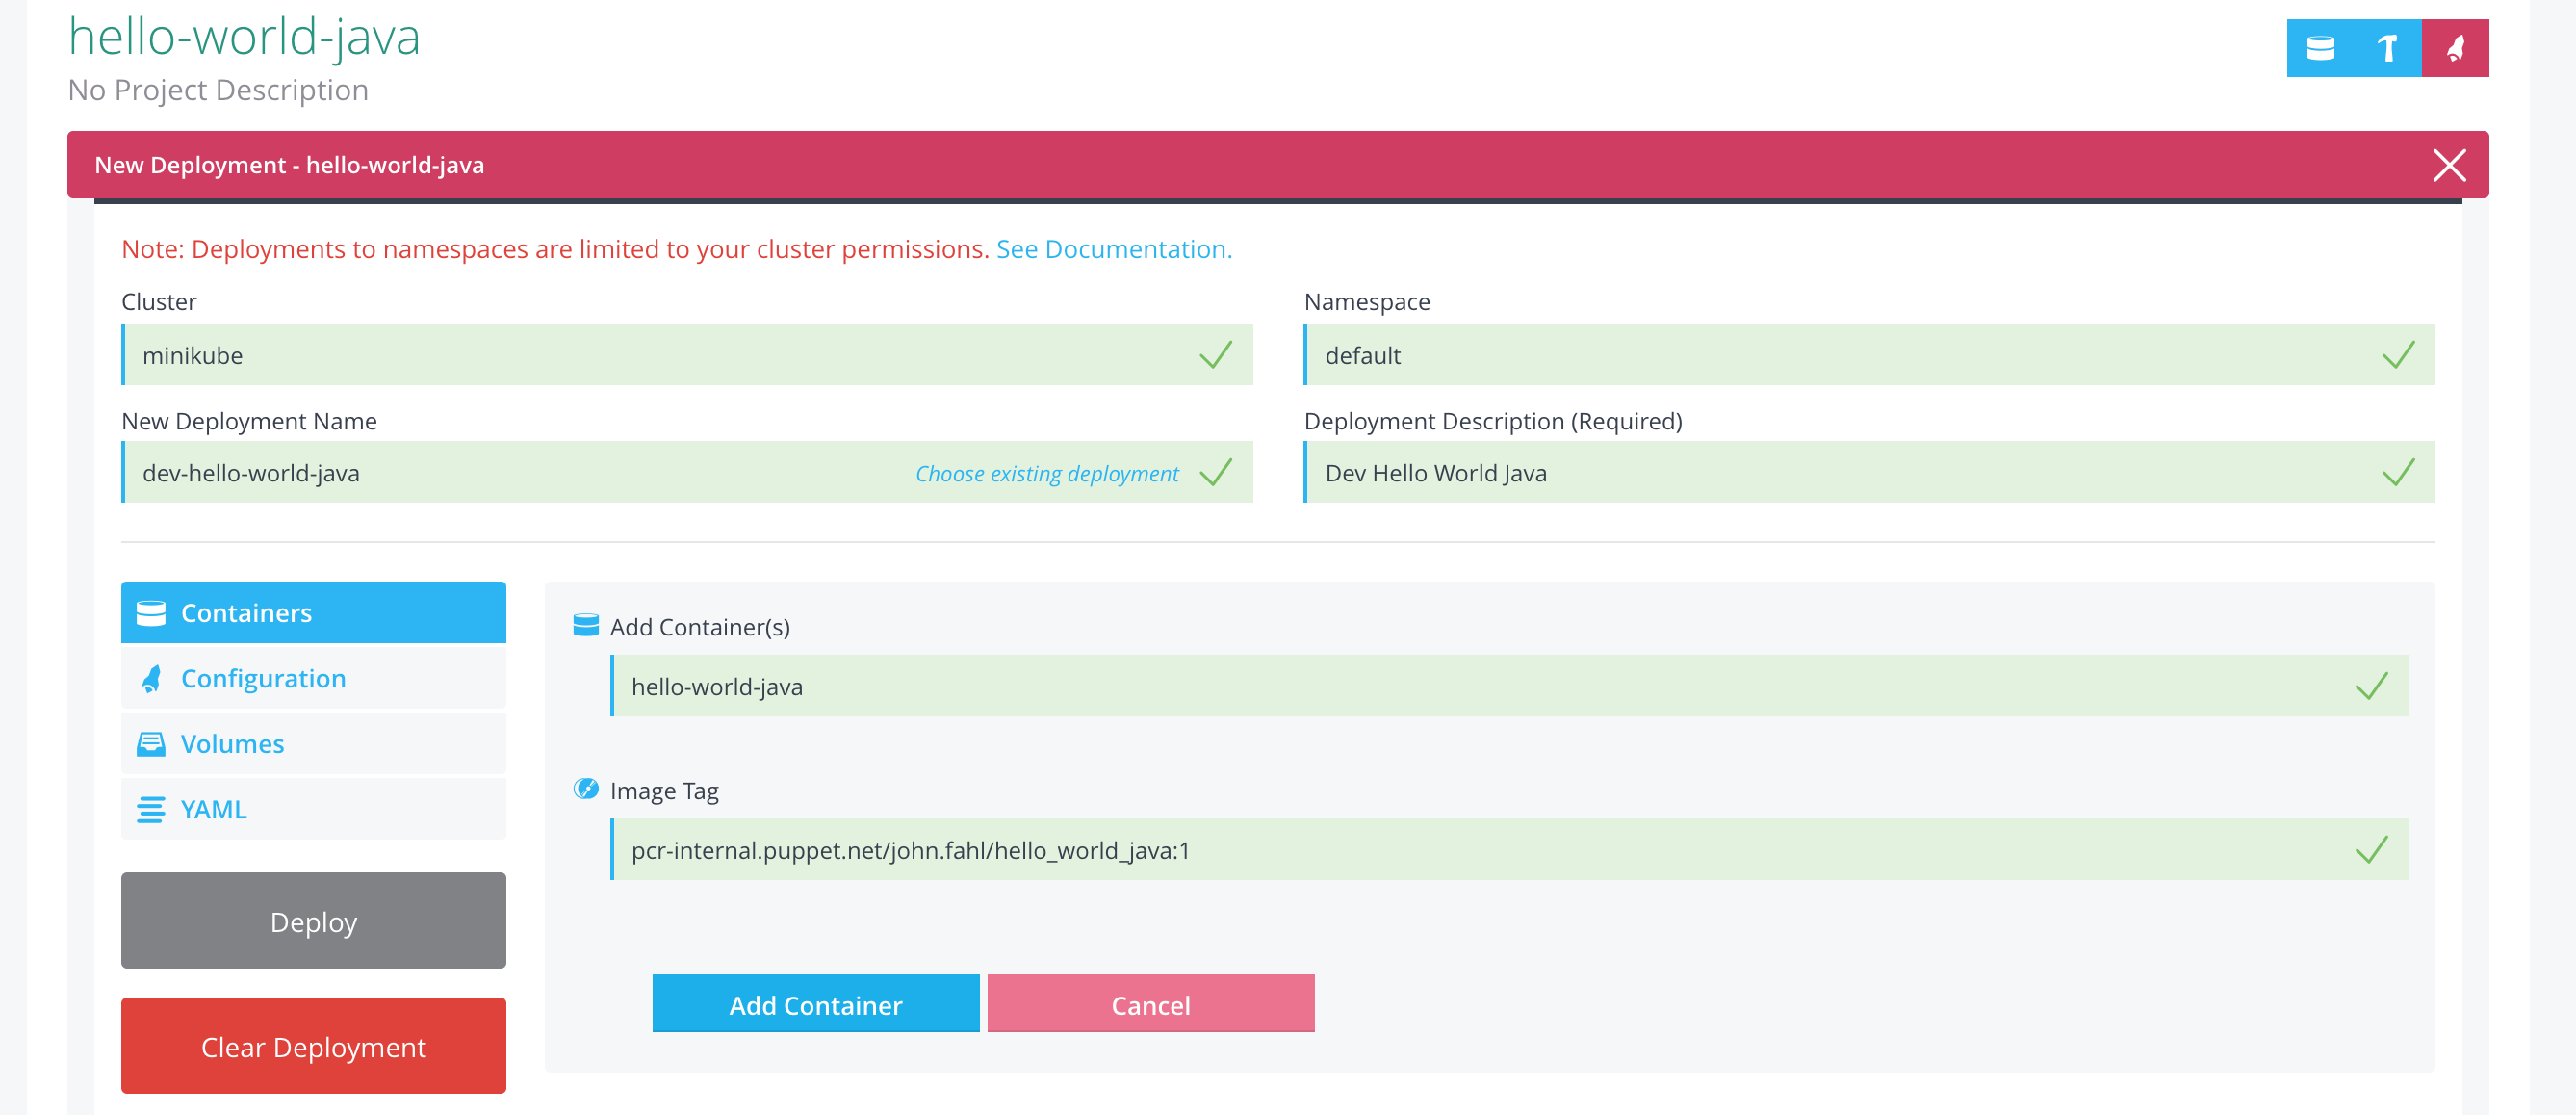 hello-world-java
No Project Description
New Deployment - hello-world-java
Note: Deployments to namespaces are limited to your cluster permissions. See Documentation.
Cluster
Namespace
minikube
default
New Deployment Name
Deployment Description (Required)
dev-hello-world-java
Choose existing deployment
Dev Hello World Java
Containers
Configuration
Volumes
YAML
Deploy
Clear Deployment
Add Container(s)
hello-world-java
Image Tag
pcr-internal.puppet.net/john.fahl/hello_world_java:1
Add Container
Cancel